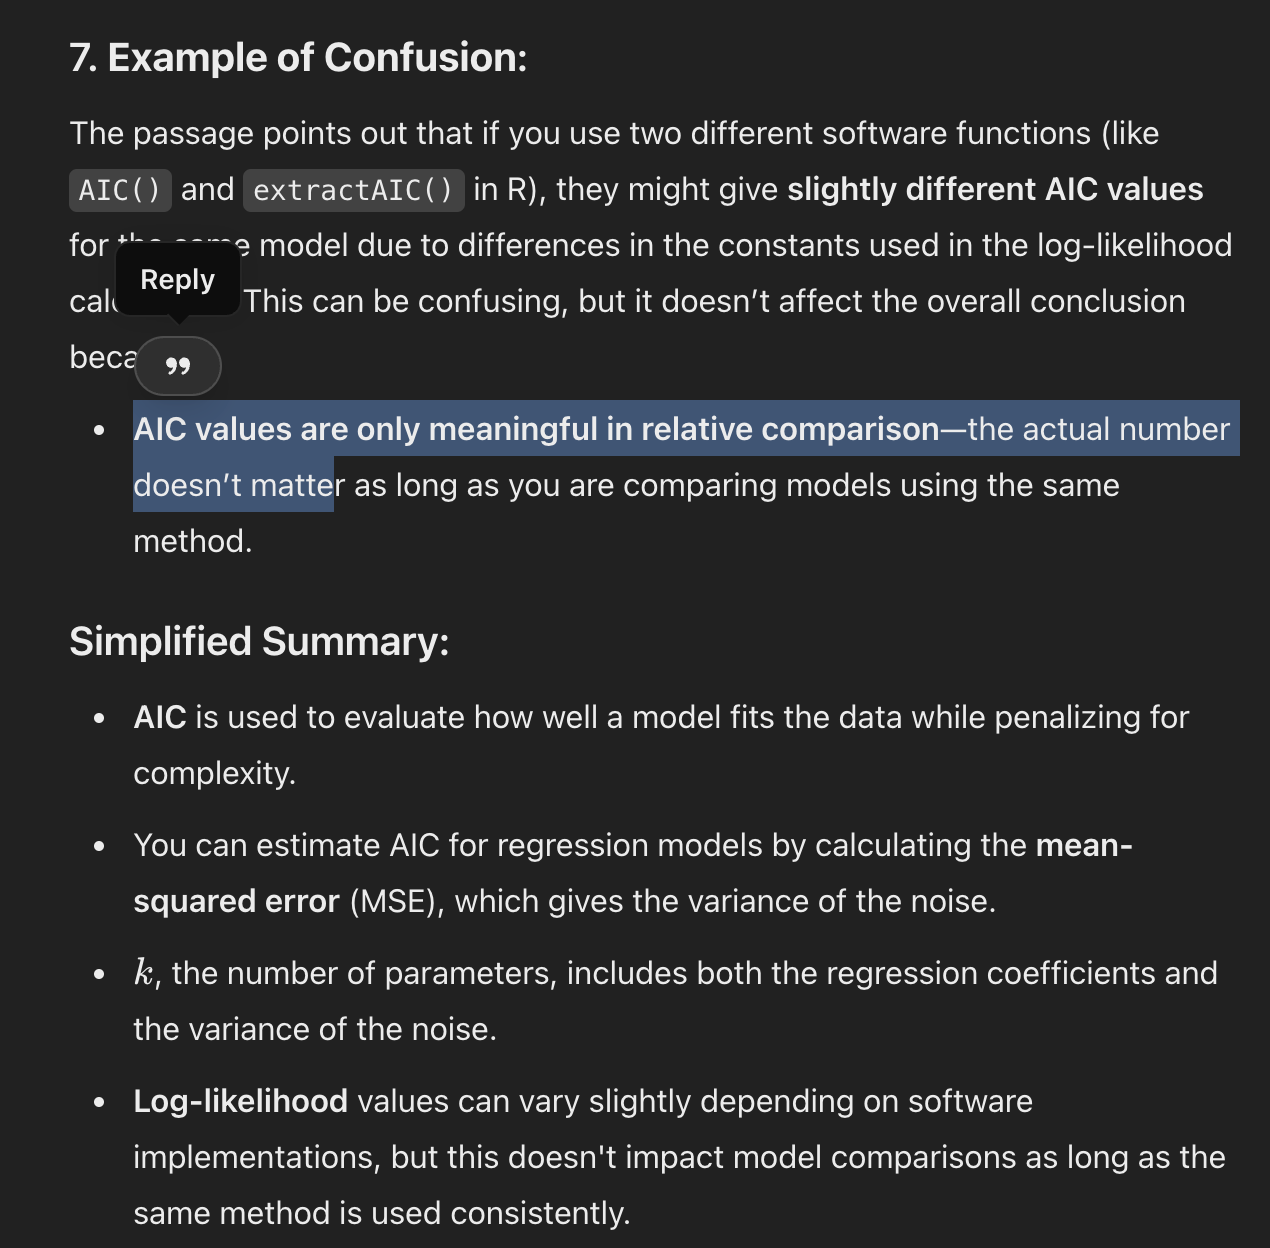 7. Example of Confusion:
The passage points out that if you use two different software functions (like
AIC() and extractAIC() in R), they might give slightly different AIC values
for the same model due to differences in the constants used in the log-likelihood
This can be confusing, but it doesn’t affect the overall conclusion
Reply
”
AIC values are only meaningful in relative comparison—the actual number
doesn’t matter as long as you are comparing models using the same
method.
Simplified Summary:
AIC is used to evaluate how well a model fits the data while penalizing for
complexity.
You can estimate AIC for regression models by calculating the mean-
squared error (MSE), which gives the variance of the noise.
k, the number of parameters, includes both the regression coefficients and
the variance of the noise.
Log-likelihood values can vary slightly depending on software
implementations, but this doesn't impact model comparisons as long as the
same method is used consistently.